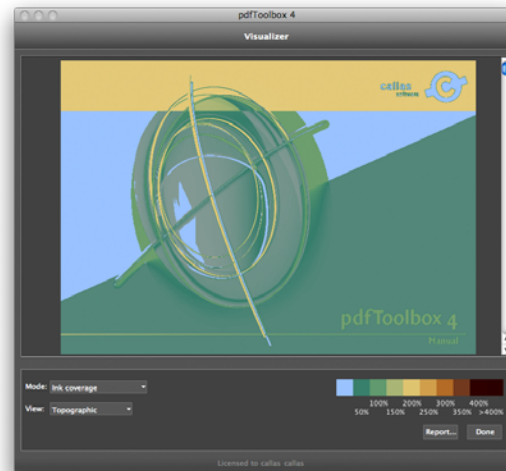 pdfToolbox 4
Visualizer
callas
software
pdfToolbox 4
Manual
Mode: Ink coverage
View: Topographic
100% 200% 300% 400%
50% 150% 250% 350% >400%
Report... Done
Licensed to callas callas